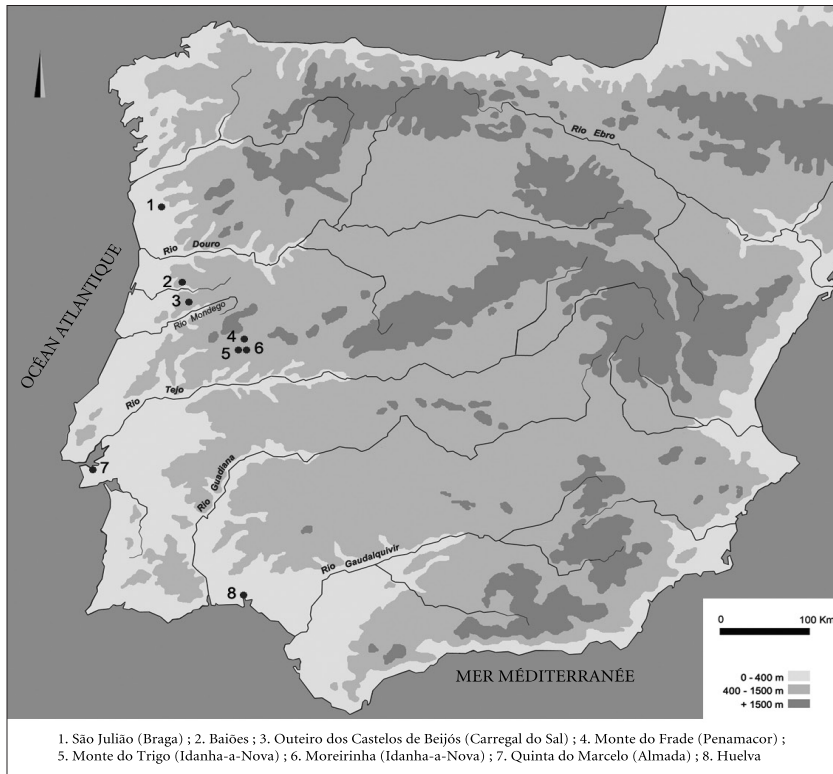 Rio Ebro
1
Rio Douro
2
3
Rio Mondego
OCÉAN ATLANTIQUE
4
5
6
Rio Tejo
7
Rio Guadiana
Rio Gaudalquivir
8
0 100 Km
MER MÉDITERRANÉE
0 - 400 m
400 - 1500 m
+ 1500 m
1. São Julião (Braga) ; 2. Baiões ; 3. Outeiro dos Castelos de Beijós (Carregal do Sal) ; 4. Monte do Frade (Penamacor) ;
5. Monte do Trigo (Idanha-a-Nova) ; 6. Moreirinha (Idanha-a-Nova) ; 7. Quinta do Marcelo (Almada) ; 8. Huelva